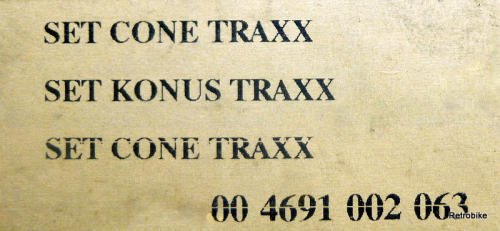 SET CONE TRAXX
SET KONUS TRAXX
SET CONE TRAXX
00 4691 002 063
Retrobike